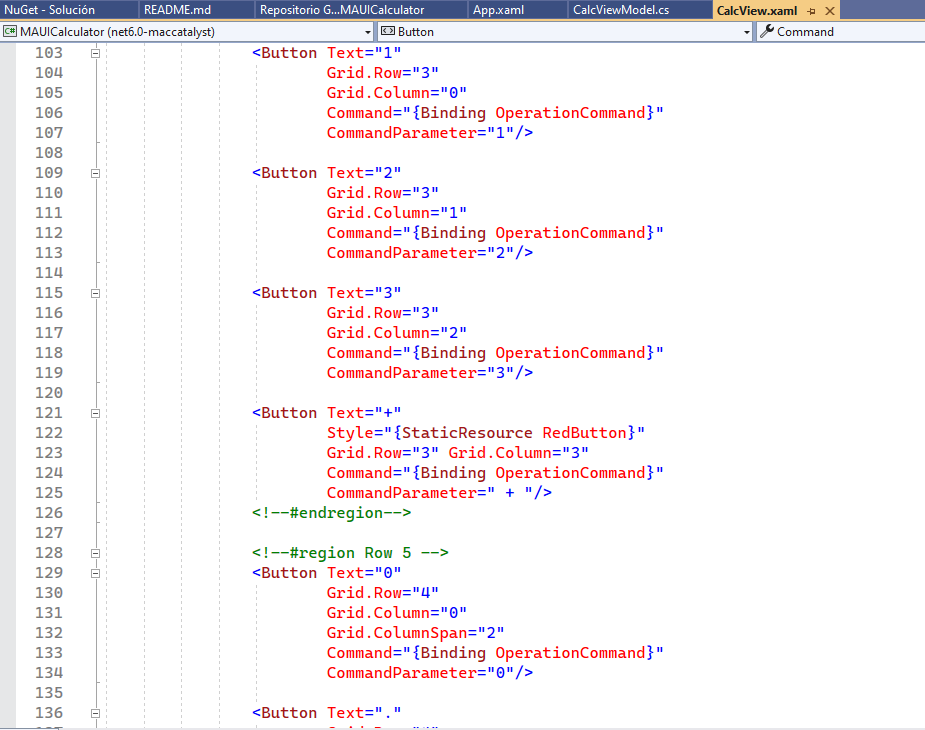 NuGet - Solución README.md Repositorio G...MAUICalculator App.xaml CalcViewModel.cs CalcView.xaml
C# MAUICalculator (net6.0-maccatalyst) Button Command
103 <Button Text="1"
104 Grid.Row="3"
105 Grid.Column="0"
106 Command="{Binding OperationCommand}"
107 CommandParameter="1"/>
108
109 <Button Text="2"
110 Grid.Row="3"
111 Grid.Column="1"
112 Command="{Binding OperationCommand}"
113 CommandParameter="2"/>
114
115 <Button Text="3"
116 Grid.Row="3"
117 Grid.Column="2"
118 Command="{Binding OperationCommand}"
119 CommandParameter="3"/>
120
121 <Button Text="+"
122 Style="{StaticResource RedButton}"
123 Grid.Row="3" Grid.Column="3"
124 Command="{Binding OperationCommand}"
125 CommandParameter=" + "/>
126 <!--#endregion-->
127
128 <!--#region Row 5 -->
129 <Button Text="0"
130 Grid.Row="4"
131 Grid.Column="0"
132 Grid.ColumnSpan="2"
133 Command="{Binding OperationCommand}"
134 CommandParameter="0"/>
135
136 <Button Text="."